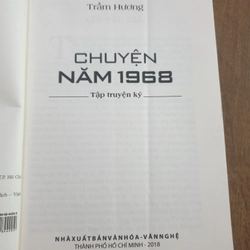 Trầm Hương
CHUYỆN
NĂM 1968
Tập truyện ký
NHÀ XUẤT BẢN VĂN HÓA - VĂN NGHỆ
THÀNH PHỐ HỒ CHÍ MINH - 2018